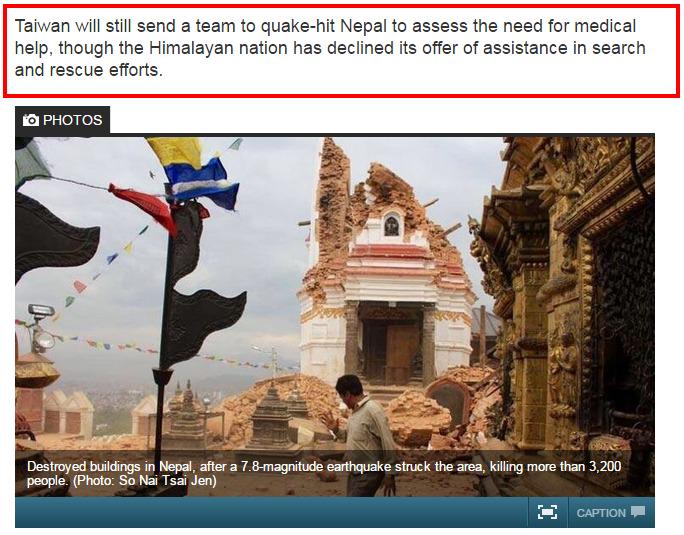 Taiwan will still send a team to quake-hit Nepal to assess the need for medical
help, though the Himalayan nation has declined its offer of assistance in search
and rescue efforts.
PHOTOS
Destroyed buildings in Nepal, after a 7.8-magnitude earthquake struck the area, killing more than 3,200
people. (Photo: So Nai Tsai Jen)
CAPTION